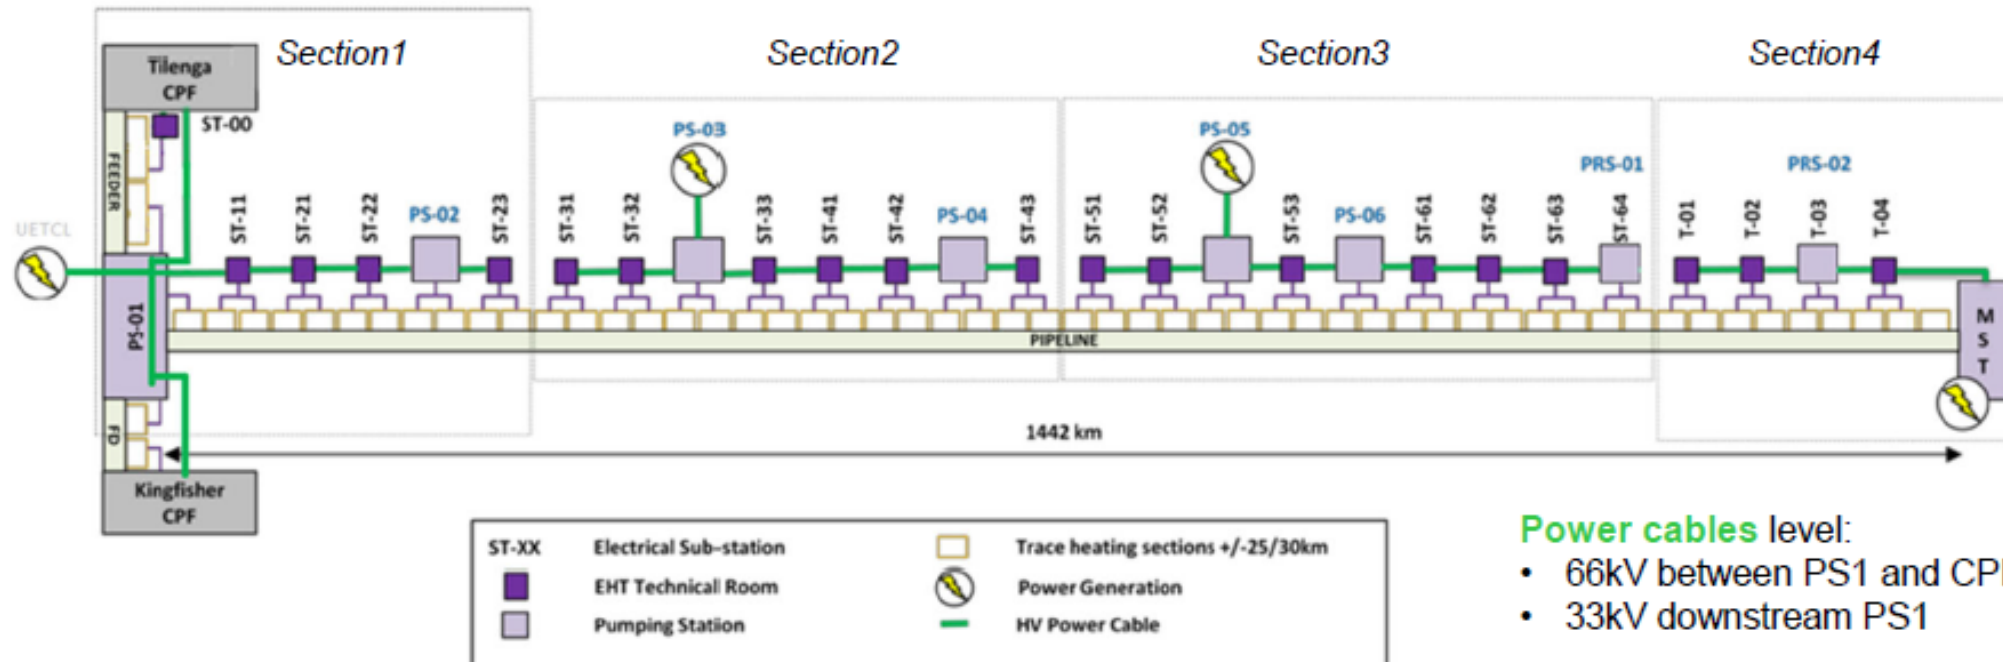 Section1
Section2
Section3
Section4
Tilenga
CPF
ST-00
FEEDER
UETCL
PS-01
FD
Kingfisher
CPF
ST-11
ST-21
ST-22
PS-02
ST-23
ST-31
ST-32
PS-03
ST-33
ST-41
ST-42
PS-04
ST-43
ST-51
ST-52
PS-05
ST-53
PS-06
ST-61
ST-62
ST-63
PRS-01
ST-64
T-01
T-02
PRS-02
T-03
T-04
MST
PIPELINE
1442 km
ST-XX Electrical Sub-station
EHT Technical Room
Pumping Station
Trace heating sections +/-25/30km
Power Generation
HV Power Cable
Power cables level:
• 66kV between PS1 and CPF
• 33kV downstream PS1